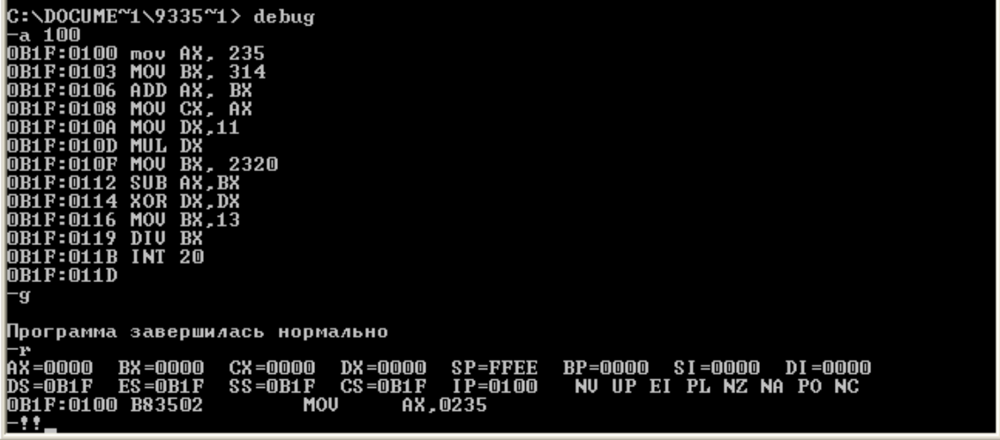 C:\DOCUME~1\9335~1> debug
-a 100
0B1F:0100 mov AX, 235
0B1F:0103 MOV BX, 314
0B1F:0106 ADD AX, BX
0B1F:0108 MOV CX, AX
0B1F:010A MOV DX,11
0B1F:010D MUL DX
0B1F:010F MOV BX, 2320
0B1F:0112 SUB AX,BX
0B1F:0114 XOR DX,DX
0B1F:0116 MOV BX,13
0B1F:0119 DIV BX
0B1F:011B INT 20
0B1F:011D
-g
Программа завершилась нормально
-r
AX=0000 BX=0000 CX=0000 DX=0000 SP=FFEE BP=0000 SI=0000 DI=0000
DS=0B1F ES=0B1F SS=0B1F CS=0B1F IP=0100 NV UP EI PL NZ NA PO NC
0B1F:0100 B83502 MOV AX,0235
-!!_